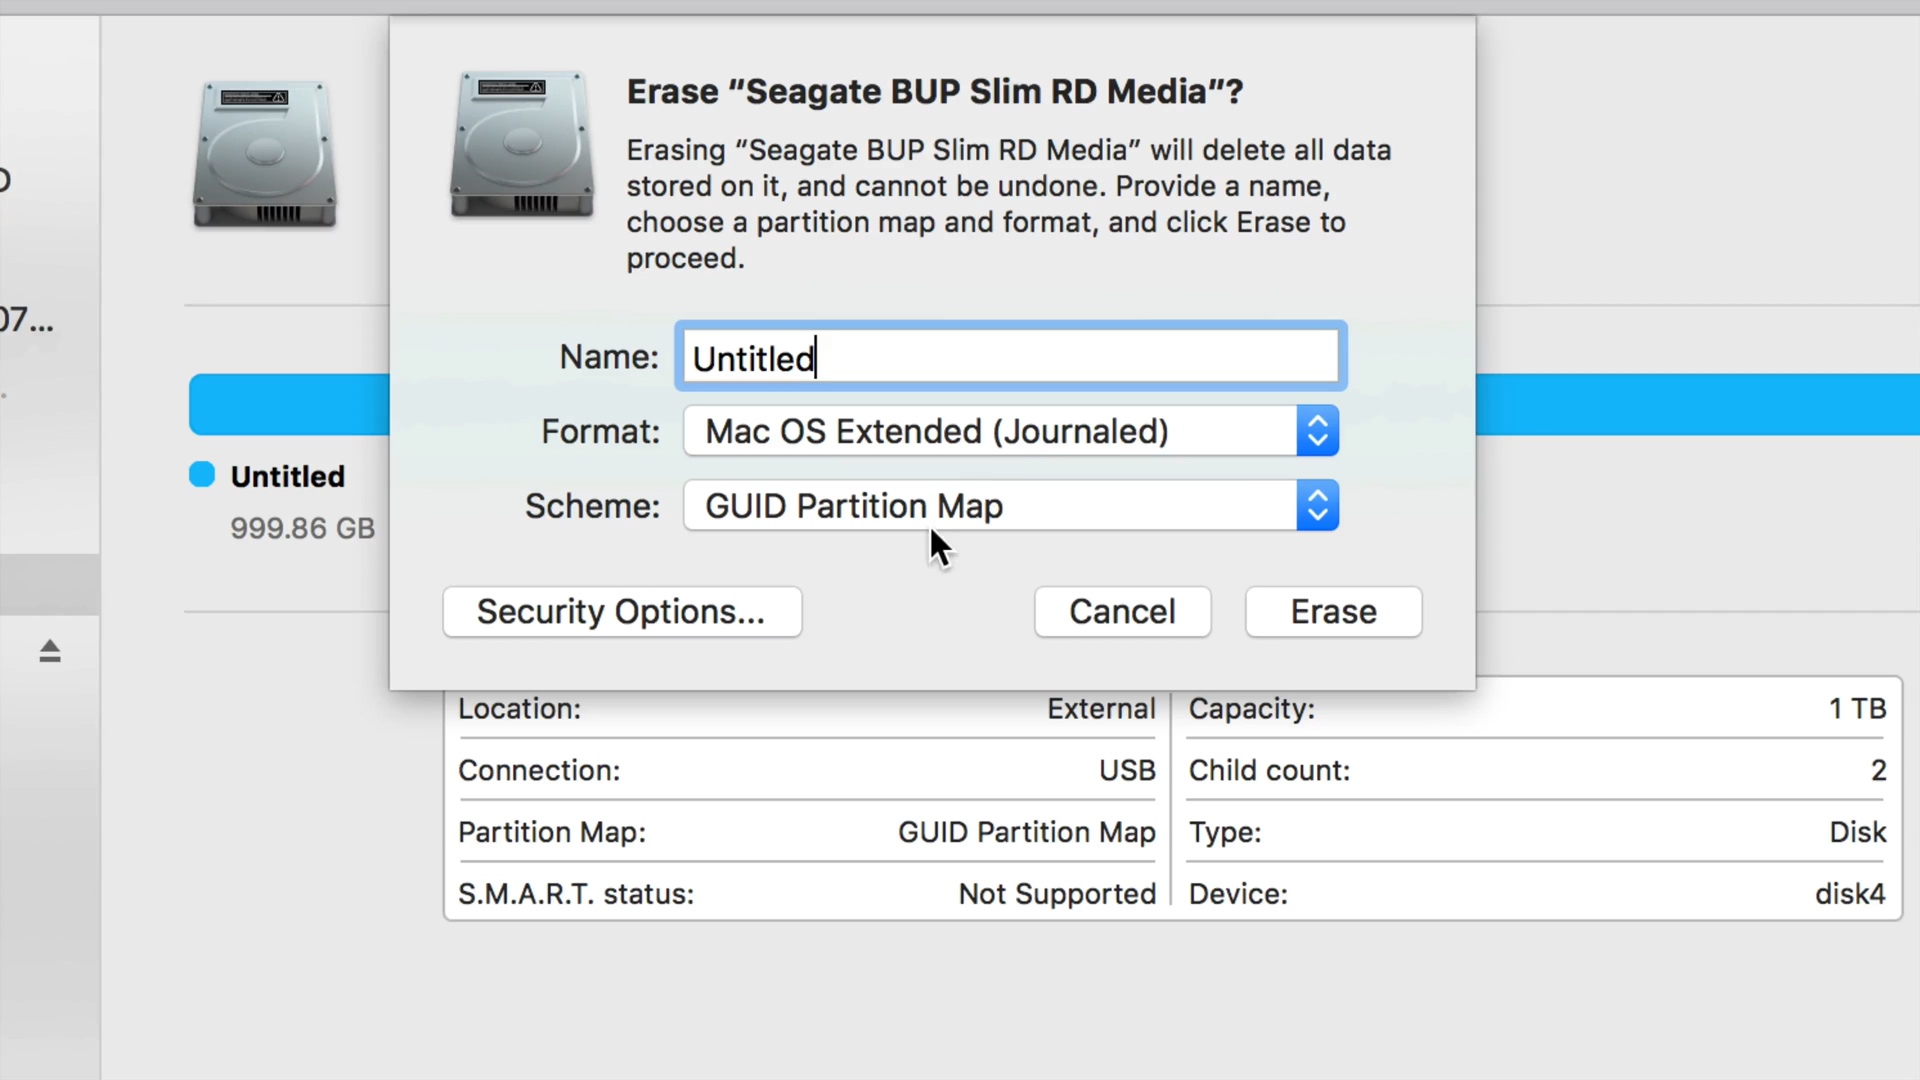 Erase “Seagate BUP Slim RD Media”?
Erasing “Seagate BUP Slim RD Media” will delete all data
stored on it, and cannot be undone. Provide a name,
choose a partition map and format, and click Erase to
proceed.
07...
Name: Untitled
Format: Mac OS Extended (Journaled)
Scheme: GUID Partition Map
Untitled
999.86 GB
Security Options... Cancel Erase
Location: External Capacity: 1 TB
Connection: USB Child count: 2
Partition Map: GUID Partition Map Type: Disk
S.M.A.R.T. status: Not Supported Device: disk4